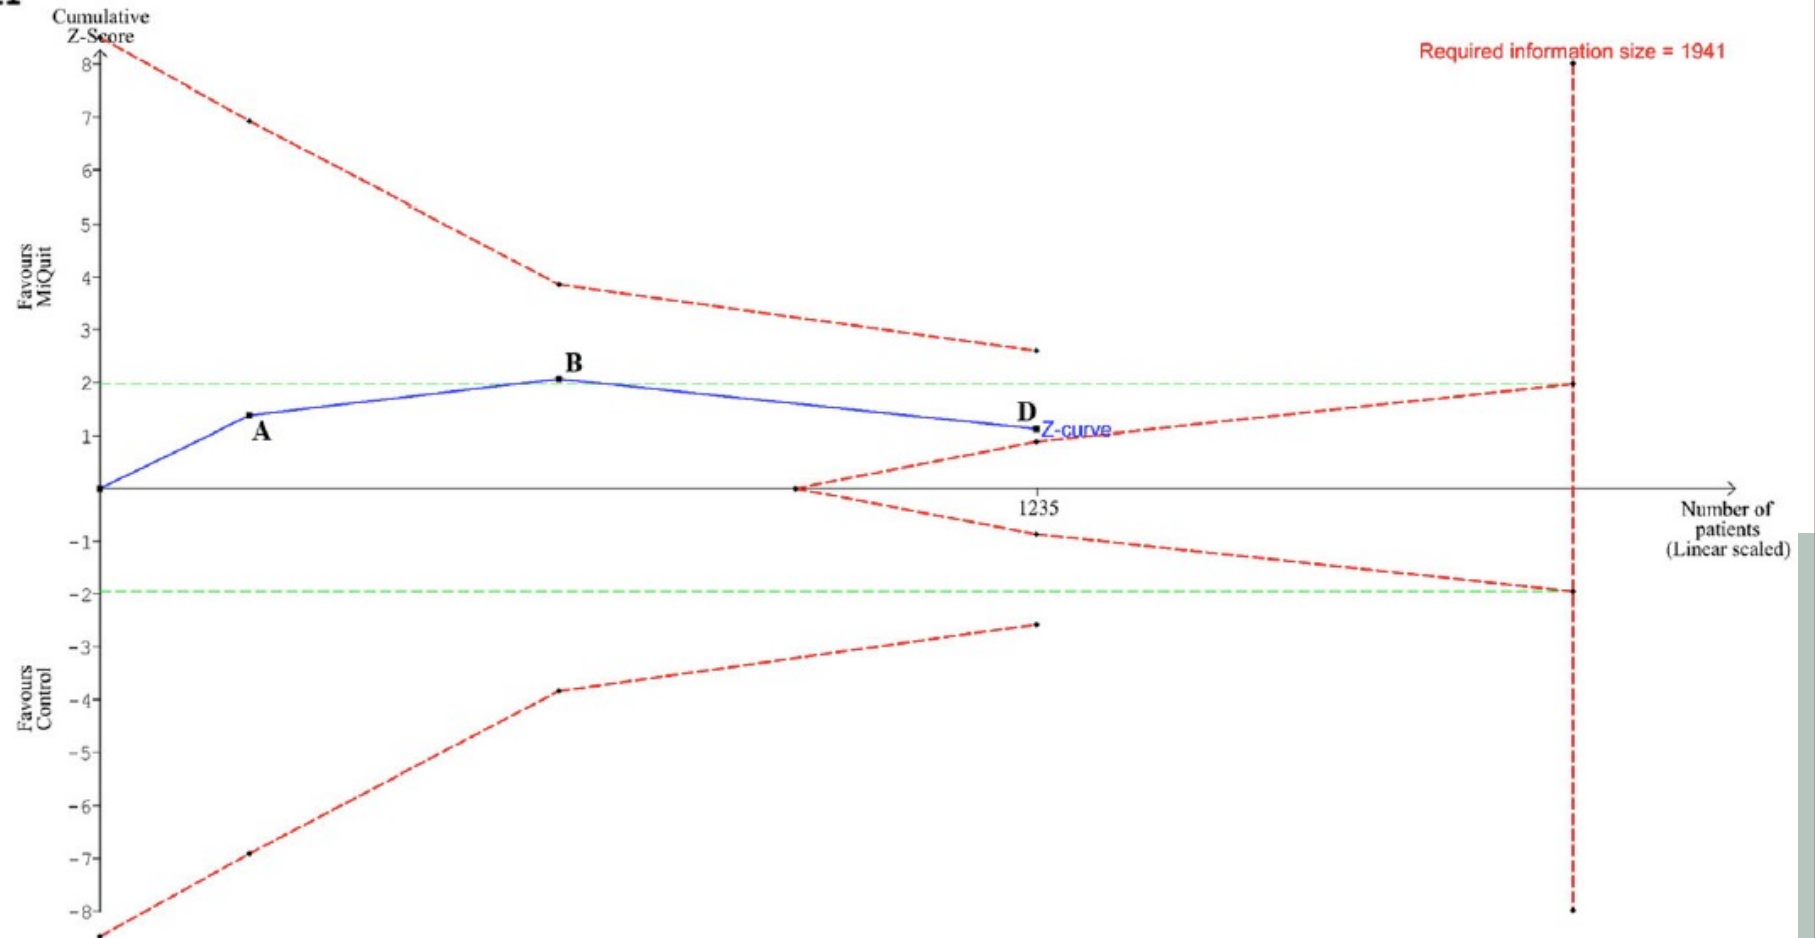 Cumulative
Z-Score
Required information size = 1941
8
7
6
5
4
3
2
1
-1
-2
-3
-4
-5
-6
-7
-8
Favours
MiQuit
Favours
Control
A
B
D
Z-curve
1235
Number of
patients
(Linear scaled)